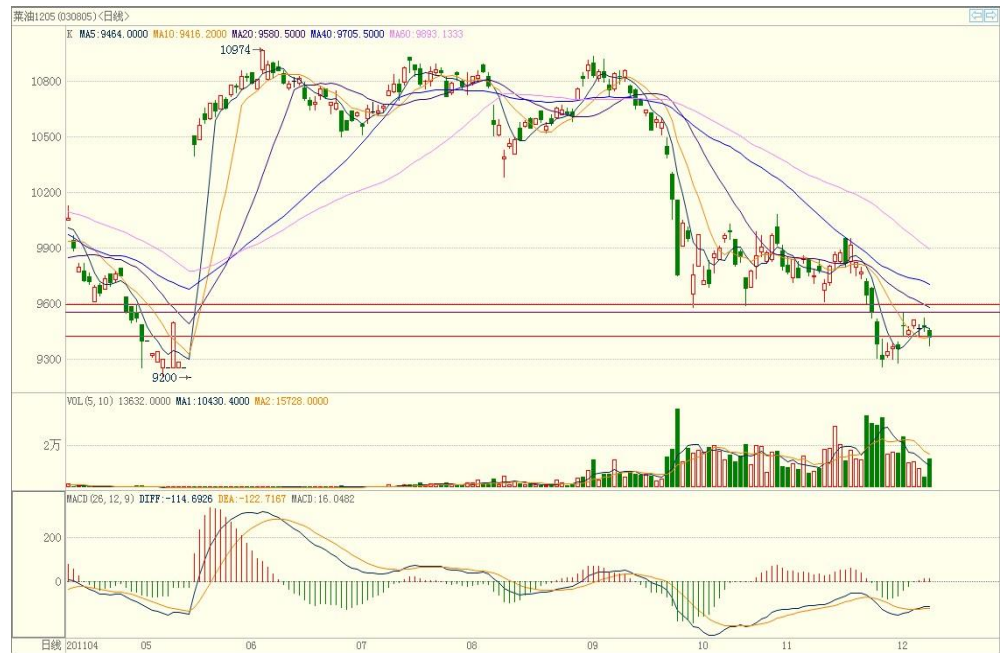 菜油1205(030805)<日线>
K MA5:9464.0000 MA10:9416.2000 MA20:9580.5000 MA40:9705.5000 MA60:9893.1333
10974
10800
10500
10200
9900
9600
9300
9200
VOL(5,10) 13632.0000 MA1:10430.4000 MA2:15728.0000
2万
MACD(26,12,9) DIFF:-114.6926 DEA:-122.7167 MACD:16.0482
200
0
日线 201104 05 06 07 08 09 10 11 12